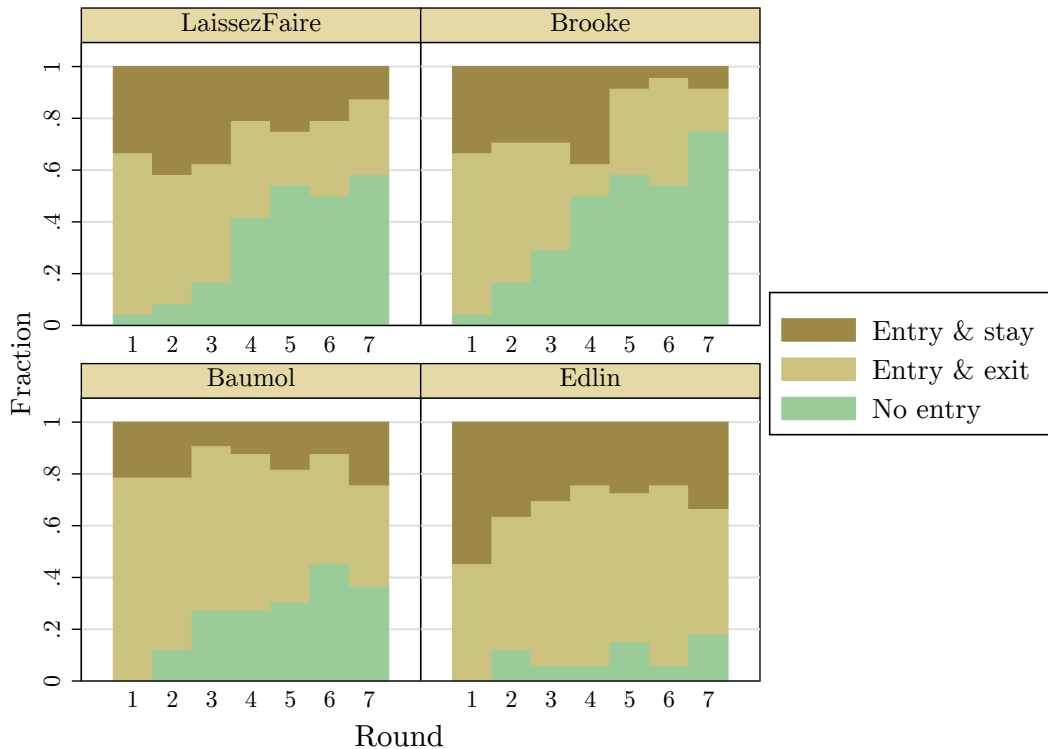 LaissezFaire
Brooke
1
.8
.6
.4
.2
0
1 2 3 4 5 6 7
1 2 3 4 5 6 7
Baumol
Edlin
1
.8
.6
.4
.2
0
1 2 3 4 5 6 7
1 2 3 4 5 6 7
Fraction
Round
Entry & stay
Entry & exit
No entry